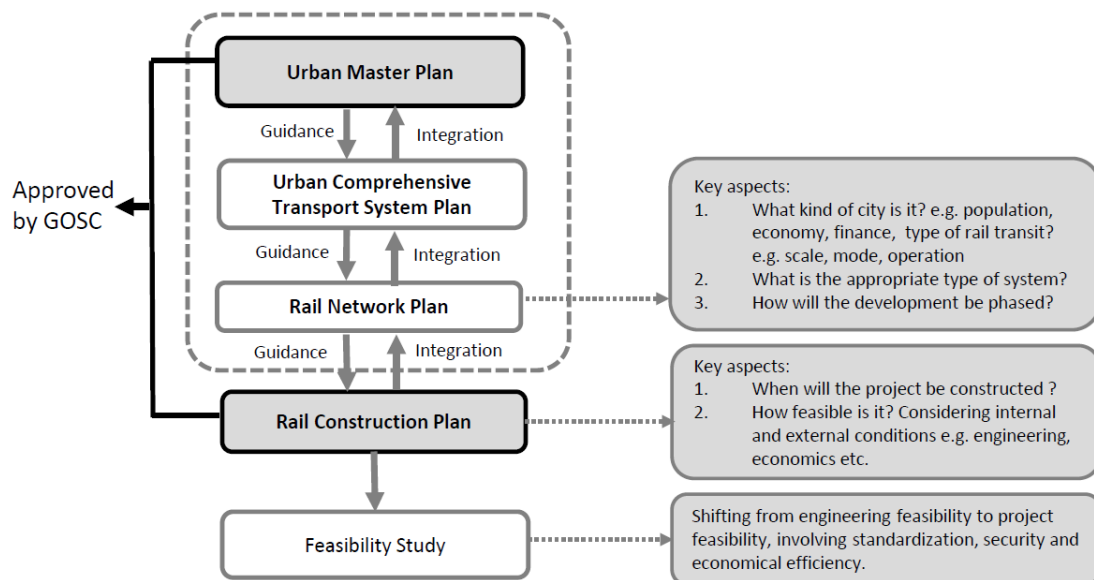 Urban Master Plan
Guidance
Integration
Approved
by GOSC
Urban Comprehensive
Transport System Plan
Guidance
Integration
Rail Network Plan
Guidance
Integration
Rail Construction Plan
Feasibility Study
Key aspects:
1. What kind of city is it? e.g. population,
economy, finance, type of rail transit?
e.g. scale, mode, operation
2. What is the appropriate type of system?
3. How will the development be phased?
Key aspects:
1. When will the project be constructed ?
2. How feasible is it? Considering internal
and external conditions e.g. engineering,
economics etc.
Shifting from engineering feasibility to project
feasibility, involving standardization, security and
economical efficiency.